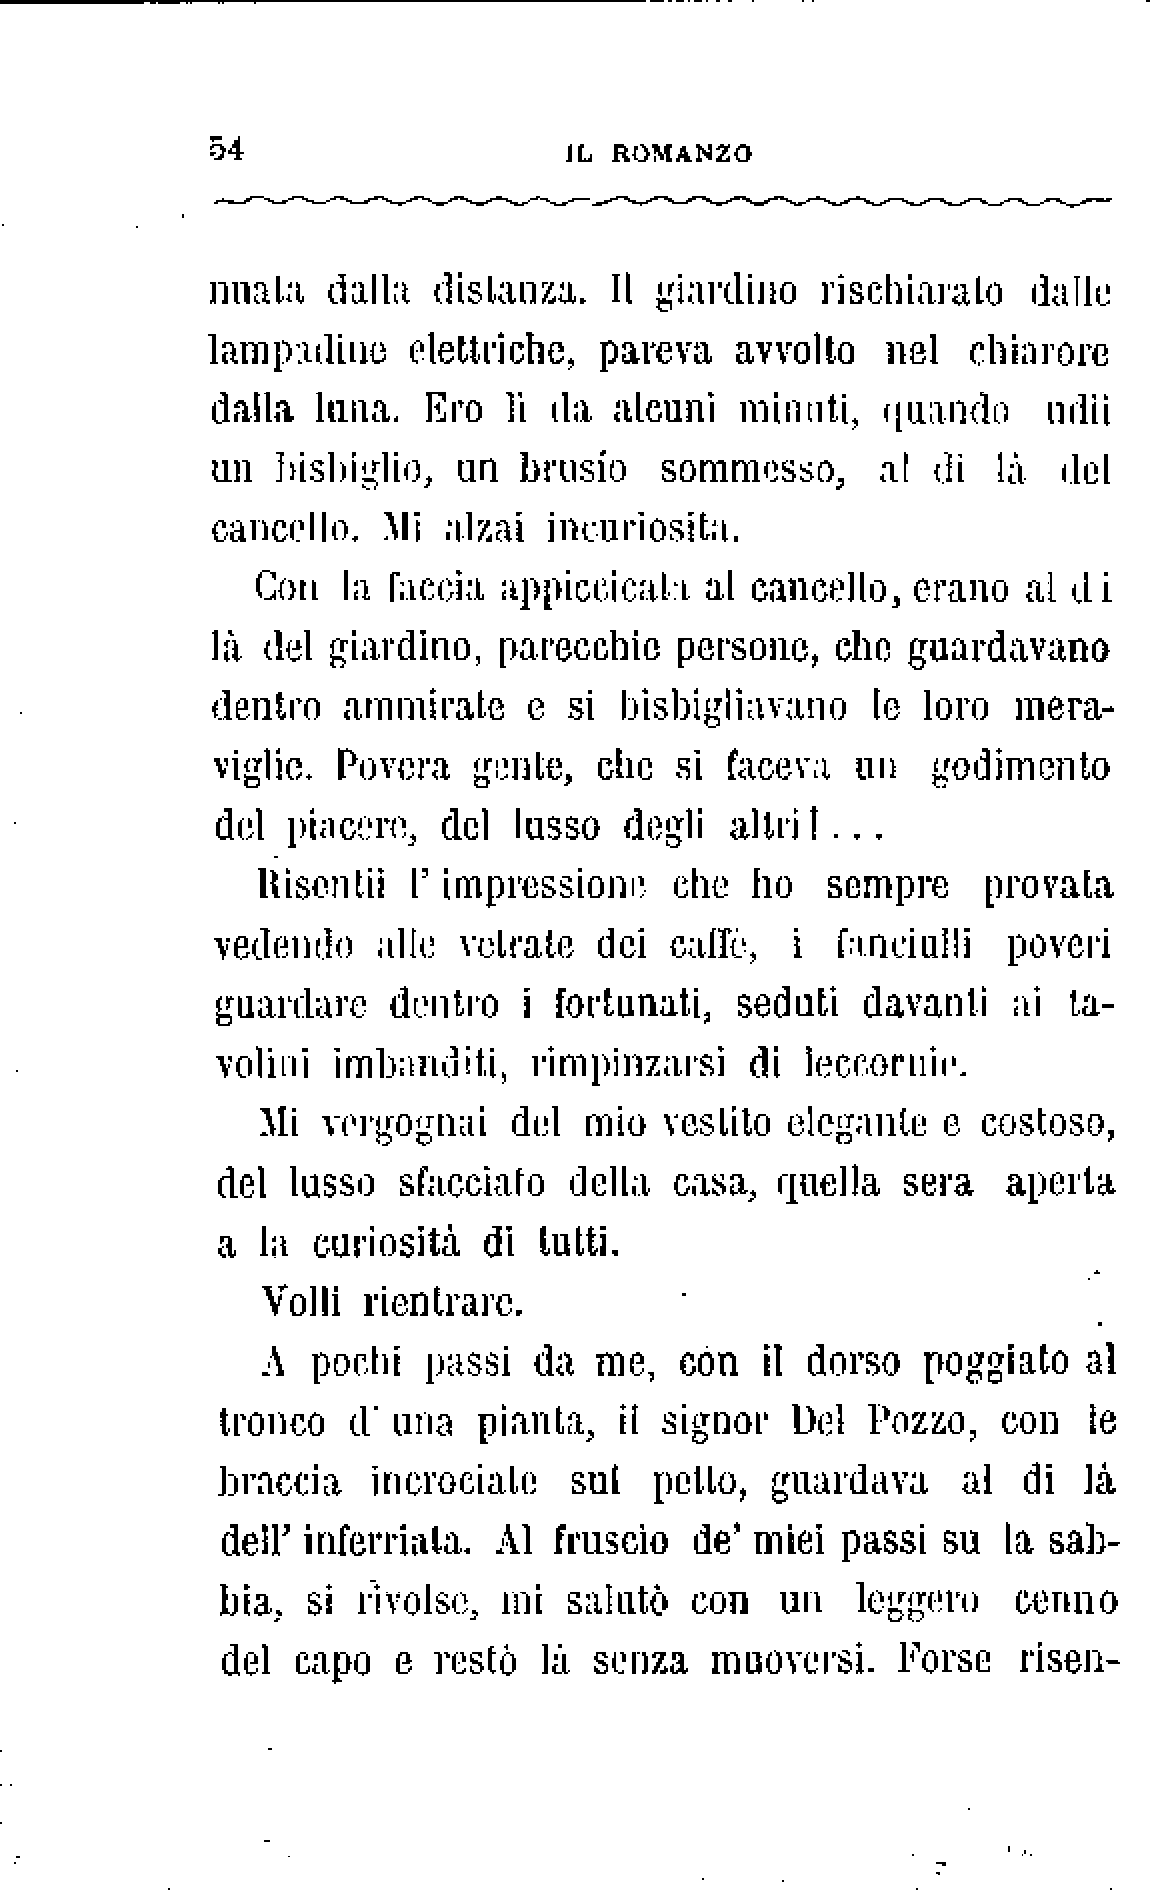 54 IL ROMANZO
nuata dalla distanza. Il giardino rischiarato dalle
lampadine elettriche, pareva avvolto nel chiarore
dalla luna. Ero lì da alcuni minuti, quando udii
un bisbiglio, un brusío sommesso, al di là del
cancello. Mi alzai incuriosita.
Con la faccia appiccicata al cancello, erano al di
là del giardino, parecchie persone, che guardavano
dentro ammirate e si bisbigliavano le loro mera-
viglie. Povera gente, che si faceva un godimento
del piacere, del lusso degli altri!...
Risentii l' impressione che ho sempre provata
vedendo alle vetrate dei caffè, i fanciulli poveri
guardare dentro i fortunati, seduti davanti ai ta-
volini imbanditi, rimpinzarsi di leccornie.
Mi vergognai del mio vestito elegante e costoso,
del lusso sfacciato della casa, quella sera aperta
a la curiosità di tutti.
Volli rientrare.
A pochi passi da me, con il dorso poggiato al
tronco d' una pianta, il signor Del Pozzo, con le
braccia incrociate sul petto, guardava al di là
dell' inferriata. Al fruscio de' miei passi su la sab-
bia, si rivolse, mi salutò con un leggero cenno
del capo e restò là senza muoversi. Forse risen-